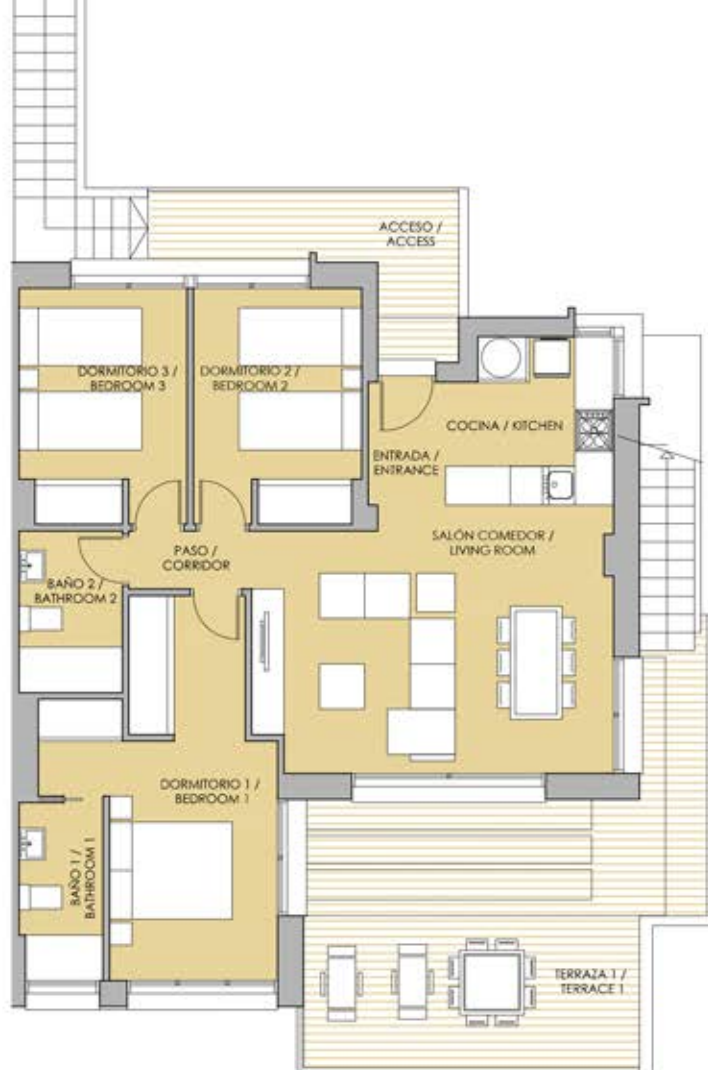 ACCESO /
ACCESS
DORMITORIO 3 /
BEDROOM 3
DORMITORIO 2 /
BEDROOM 2
COCINA / KITCHEN
ENTRADA /
ENTRANCE
SALÓN COMEDOR /
LIVING ROOM
PASO /
CORRIDOR
BAÑO 2 /
BATHROOM 2
DORMITORIO 1 /
BEDROOM 1
BAÑO 1 /
BATHROOM 1
TERRAZA 1 /
TERRACE 1